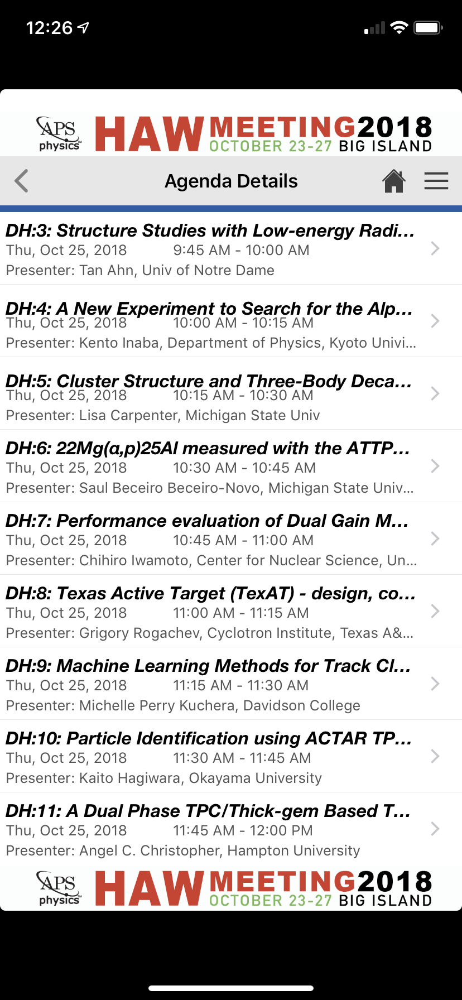 12:26
APS physics™ HAW MEETING2018
OCTOBER 23-27 BIG ISLAND
Agenda Details
DH:3: Structure Studies with Low-energy Radi...
Thu, Oct 25, 2018 9:45 AM - 10:00 AM
Presenter: Tan Ahn, Univ of Notre Dame
DH:4: A New Experiment to Search for the Alp...
Thu, Oct 25, 2018 10:00 AM - 10:15 AM
Presenter: Kento Inaba, Department of Physics, Kyoto Univi...
DH:5: Cluster Structure and Three-Body Deca...
Thu, Oct 25, 2018 10:15 AM - 10:30 AM
Presenter: Lisa Carpenter, Michigan State Univ
DH:6: 22Mg(α,p)25Al measured with the ATTP...
Thu, Oct 25, 2018 10:30 AM - 10:45 AM
Presenter: Saul Beceiro Beceiro-Novo, Michigan State Univ...
DH:7: Performance evaluation of Dual Gain M...
Thu, Oct 25, 2018 10:45 AM - 11:00 AM
Presenter: Chihiro Iwamoto, Center for Nuclear Science, Un...
DH:8: Texas Active Target (TexAT) - design, co...
Thu, Oct 25, 2018 11:00 AM - 11:15 AM
Presenter: Grigory Rogachev, Cyclotron Institute, Texas A&...
DH:9: Machine Learning Methods for Track Cl...
Thu, Oct 25, 2018 11:15 AM - 11:30 AM
Presenter: Michelle Perry Kuchera, Davidson College
DH:10: Particle Identification using ACTAR TP...
Thu, Oct 25, 2018 11:30 AM - 11:45 AM
Presenter: Kaito Hagiwara, Okayama University
DH:11: A Dual Phase TPC/Thick-gem Based T...
Thu, Oct 25, 2018 11:45 AM - 12:00 PM
Presenter: Angel C. Christopher, Hampton University
APS physics™ HAW MEETING2018
OCTOBER 23-27 BIG ISLAND